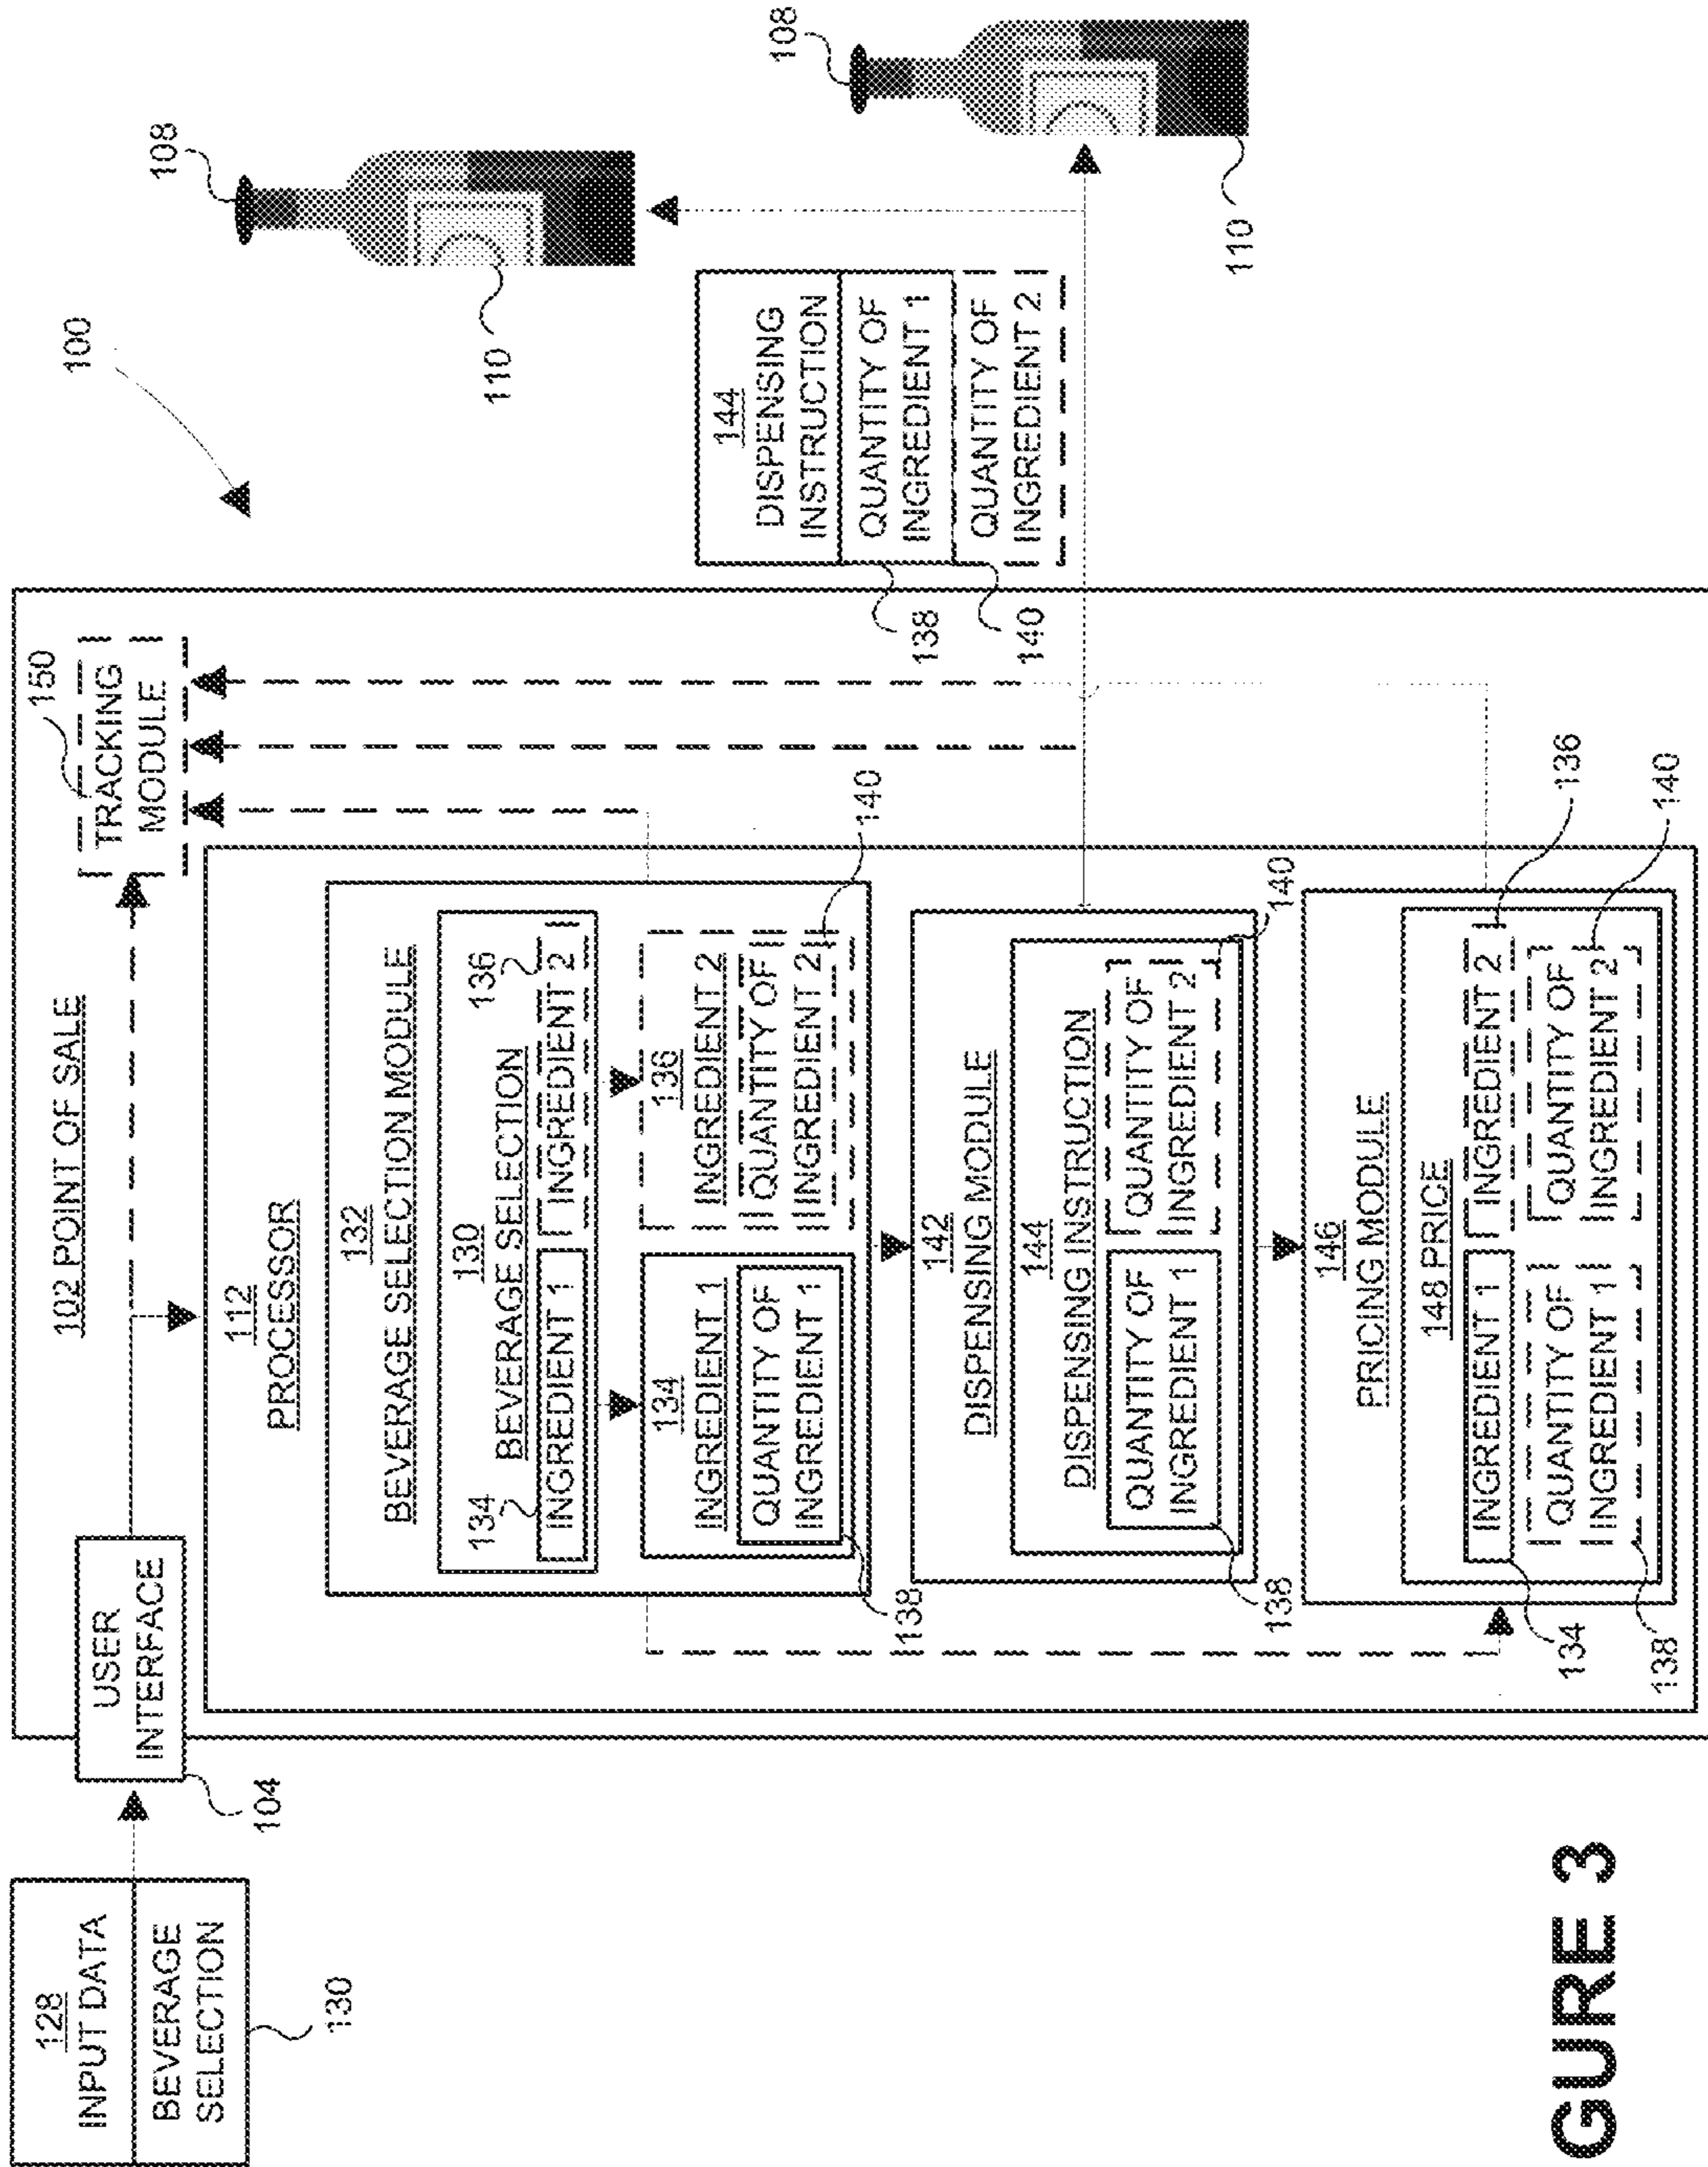 128
INPUT DATA
BEVERAGE
SELECTION
130
USER
INTERFACE
104
102 POINT OF SALE
150
TRACKING
MODULE
100
108
110
108
110
112
PROCESSOR
132
BEVERAGE SELECTION MODULE
130
BEVERAGE SELECTION
134
136
INGREDIENT 1
INGREDIENT 2
134
INGREDIENT 1
QUANTITY OF
INGREDIENT 1
138
136
INGREDIENT 2
QUANTITY OF
INGREDIENT 2
140
142
DISPENSING MODULE
144
DISPENSING INSTRUCTION
QUANTITY OF
INGREDIENT 1
138
QUANTITY OF
INGREDIENT 2
140
146
PRICING MODULE
148 PRICE
INGREDIENT 1
134
INGREDIENT 2
136
QUANTITY OF
INGREDIENT 1
138
QUANTITY OF
INGREDIENT 2
140
144
DISPENSING
INSTRUCTION
QUANTITY OF
INGREDIENT 1
138
QUANTITY OF
INGREDIENT 2
140
GURE 3